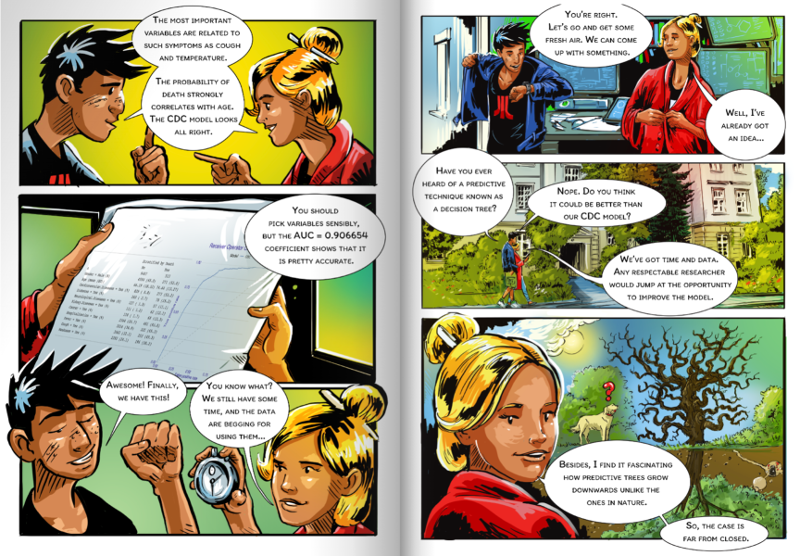 The most important
variables are related to
such symptoms as cough
and temperature.
The probability of
death strongly
correlates with age.
The CDC model looks
all right.
You should
pick variables sensibly,
but the AUC = 0.906654
coefficient shows that it
is pretty accurate.
Awesome! Finally,
we have this!
You know what?
We still have some
time, and the data
are begging for
using them...
You're right.
Let's go and get some
fresh air. We can come
up with something.
Well, I've
already got
an idea...
Have you ever
heard of a predictive
technique known as
a decision tree?
Nope. Do you think
it could be better than
our CDC model?
We've got time and data.
Any respectable researcher
would jump at the opportunity
to improve the model.
?
Besides, I find it fascinating
how predictive trees grow
downwards unlike the
ones in nature.
So, the case is
far from closed.